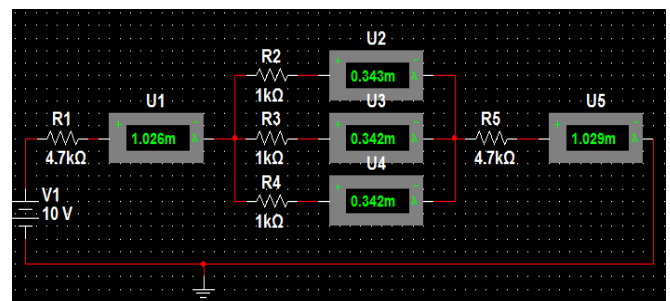 U2
R2
+ 0.343m - A
1kΩ
U3
R1
U1
R3
+ 0.342m - A
R5
U5
+ 1.026m - A
+ 1.029m - A
4.7kΩ
1kΩ
4.7kΩ
U4
R4
+ 0.342m - A
1kΩ
V1
10 V